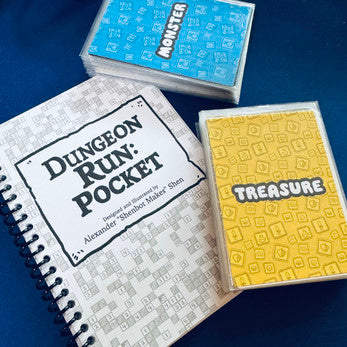 MONSTER
DUNGEON
RUN:
POCKET
Designed and Illustrated by
Alexander "Shenbot Makes" Shen
TREASURE